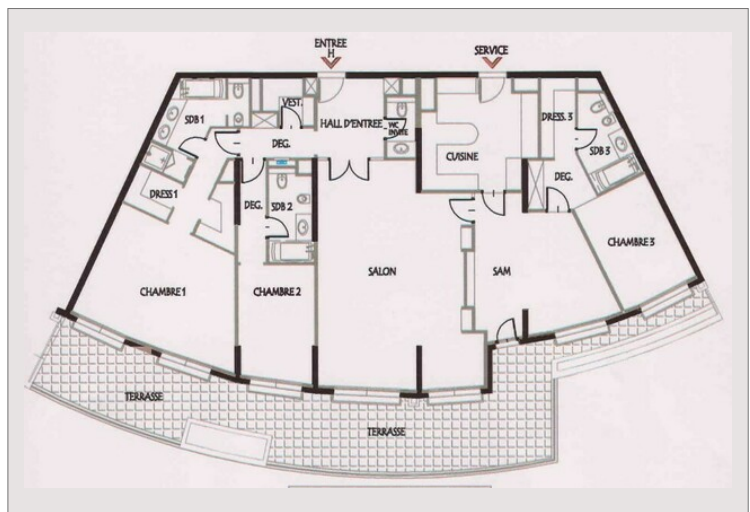 ENTREE
H
SERVICE
SDB 1
VEST.
HALL D'ENTREE
WC
INVITE
DRESS. 3
DEG.
CUISINE
SDB 3
DRESS 1
DEG.
SDB 2
DEG.
CHAMBRE 1
CHAMBRE 2
SALON
SAM
CHAMBRE 3
TERRASSE
TERRASSE